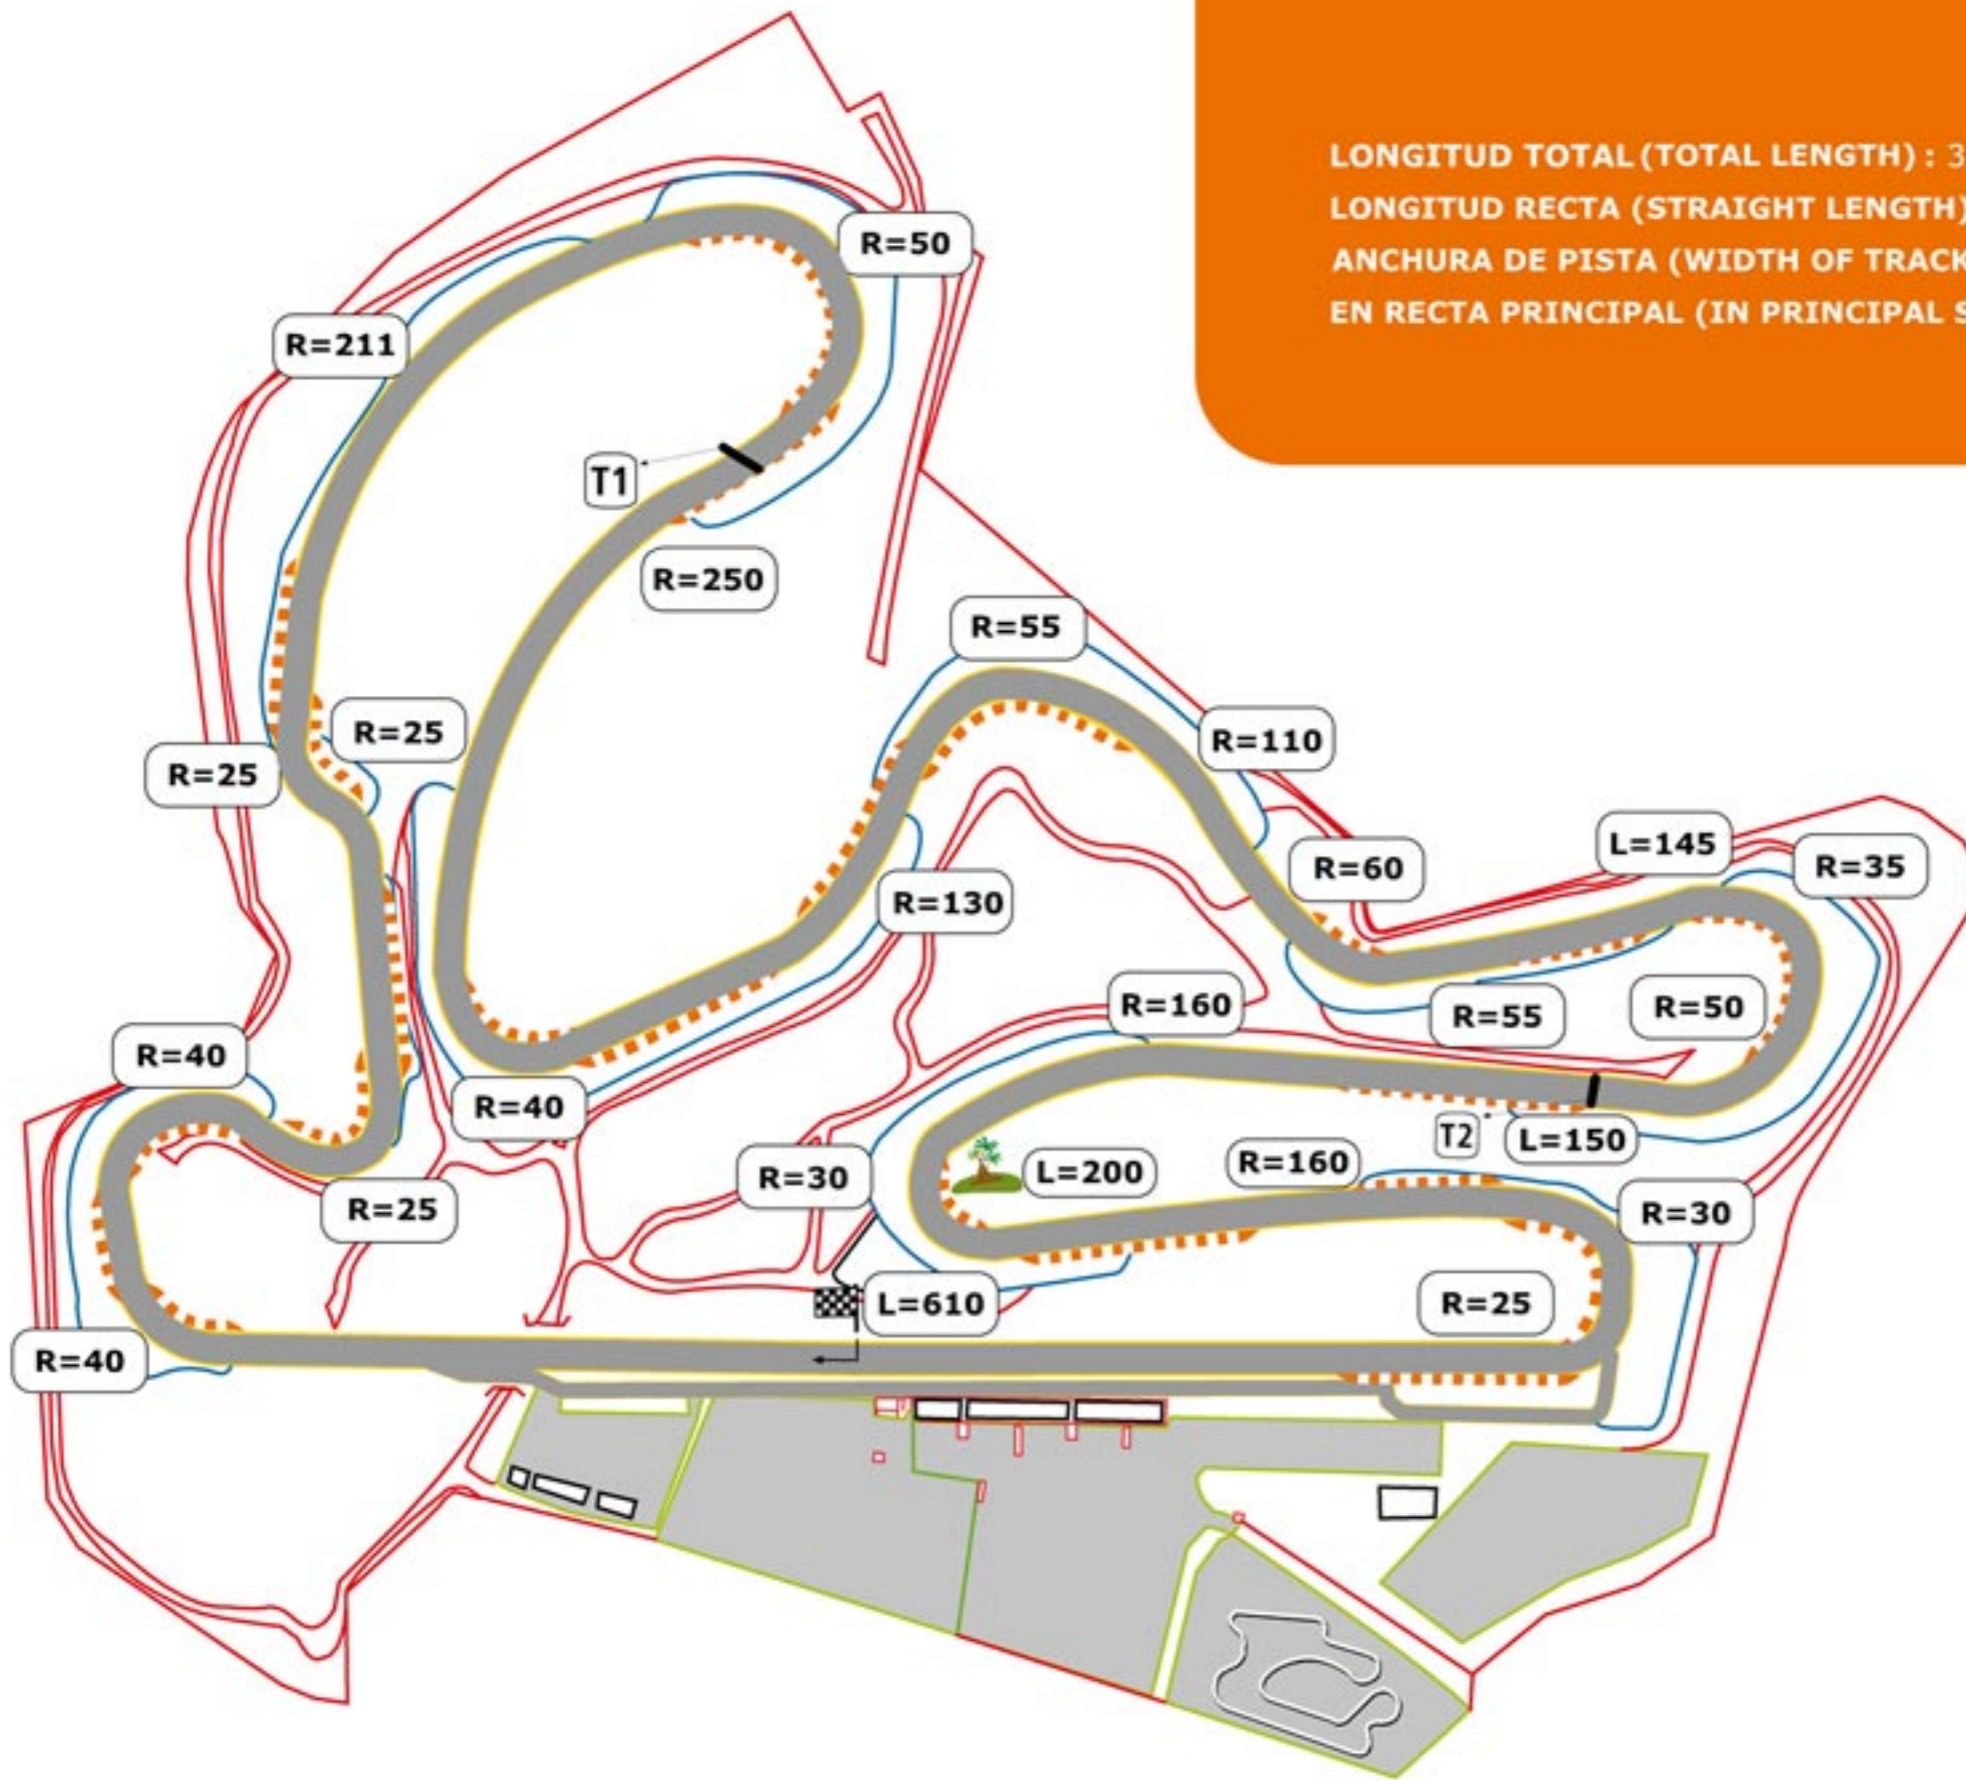 LONGITUD TOTAL (TOTAL LENGTH) : 3
LONGITUD RECTA (STRAIGHT LENGTH)
ANCHURA DE PISTA (WIDTH OF TRACK
EN RECTA PRINCIPAL (IN PRINCIPAL S
R=50
R=211
T1
R=250
R=55
R=25
R=110
R=25
L=145
R=35
R=60
R=130
R=160
R=55
R=50
R=40
R=40
T2
L=150
R=30
L=200
R=160
R=25
R=30
L=610
R=25
R=40